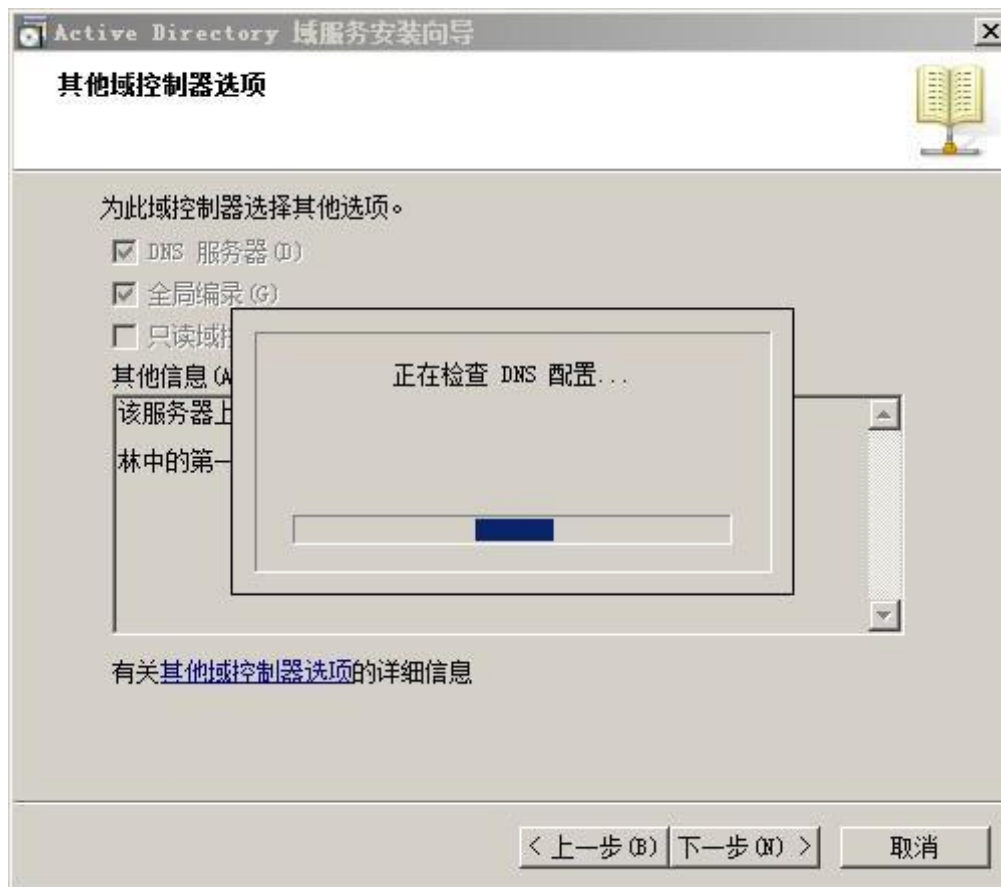 Active Directory 域服务安装向导
其他域控制器选项
为此域控制器选择其他选项。
DNS 服务器(D)
全局编录(G)
只读域控
其他信息(A
该服务器上
林中的第一
正在检查 DNS 配置...
有关其他域控制器选项的详细信息
< 上一步(B)
下一步(N) >
取消